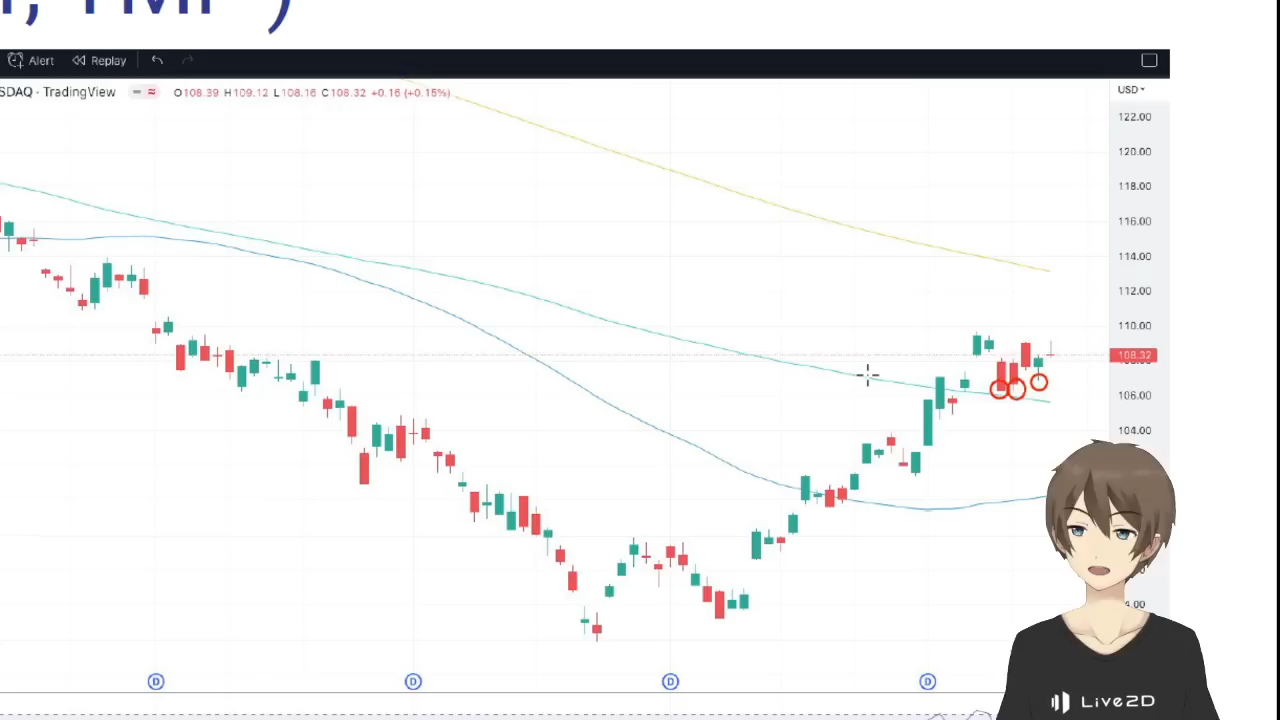 Alert Replay
SDAQ · TradingView O108.39 H109.12 L108.16 C108.32 +0.16 (+0.15%)
USD
122.00
120.00
118.00
116.00
114.00
112.00
110.00
108.32
106.00
104.00
D D D D
Live2D